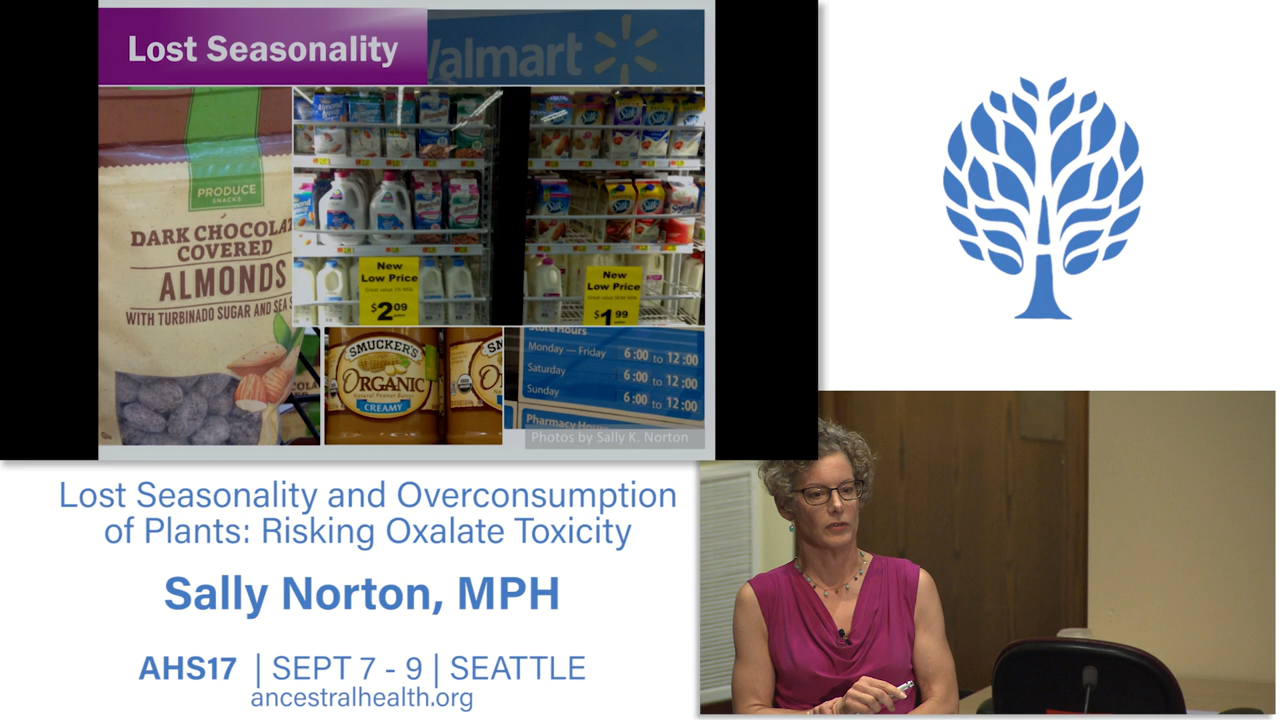 Lost Seasonality
Walmart
PRODUCE
SNACKS
DARK CHOCOLAT
COVERED
ALMONDS
WITH TURBINADO SUGAR AND SEA S
Silk
Silk
Silk
New
Low Price
$2.09
New
Low Price
$1.99
SMUCKER'S
ORGANIC
Natural Peanut Butter
CREAMY
Store Hours
Monday — Friday 6:00 to 12:00
Saturday 6:00 to 12:00
Sunday 6:00 to 12:00
Pharmacy Hours
Photos by Sally K. Norton
Lost Seasonality and Overconsumption
of Plants: Risking Oxalate Toxicity
Sally Norton, MPH
AHS17 | SEPT 7 - 9 | SEATTLE
ancestralhealth.org